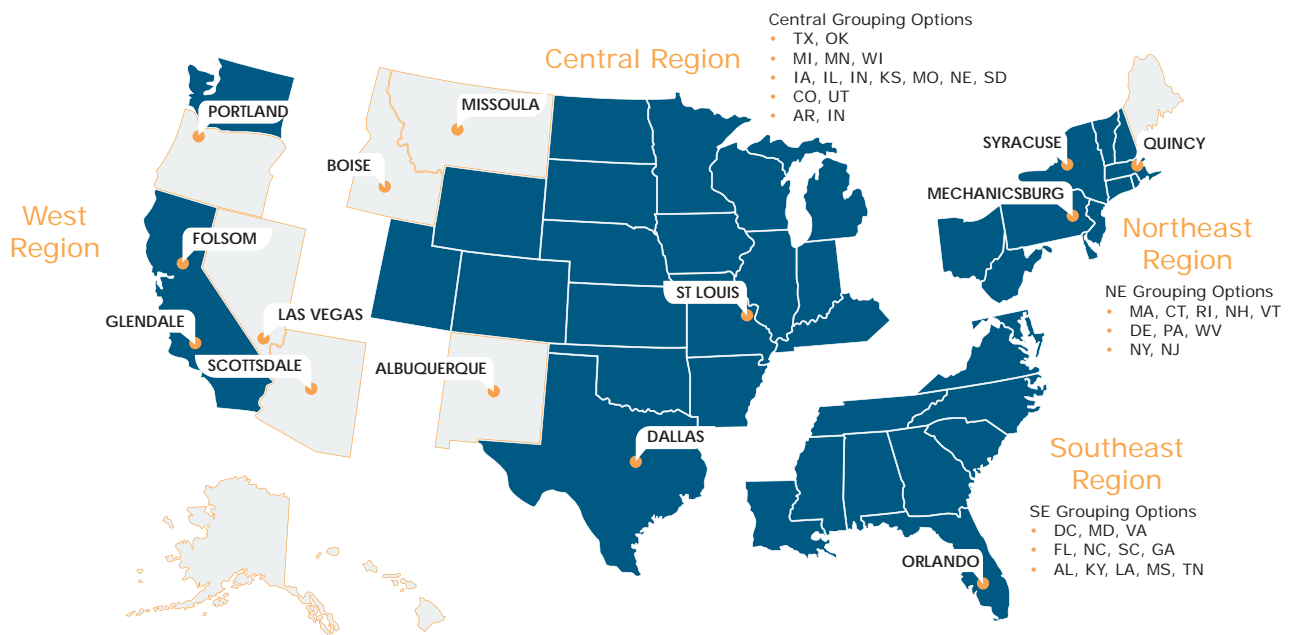 Central Grouping Options
• TX, OK
• MI, MN, WI
• IA, IL, IN, KS, MO, NE, SD
• CO, UT
• AR, IN
Central Region
PORTLAND
MISSOULA
BOISE
SYRACUSE
QUINCY
MECHANICSBURG
West
Region
FOLSOM
Northeast
Region
NE Grouping Options
• MA, CT, RI, NH, VT
• DE, PA, WV
• NY, NJ
ST LOUIS
GLENDALE
LAS VEGAS
SCOTTSDALE
ALBUQUERQUE
DALLAS
Southeast
Region
SE Grouping Options
• DC, MD, VA
• FL, NC, SC, GA
• AL, KY, LA, MS, TN
ORLANDO